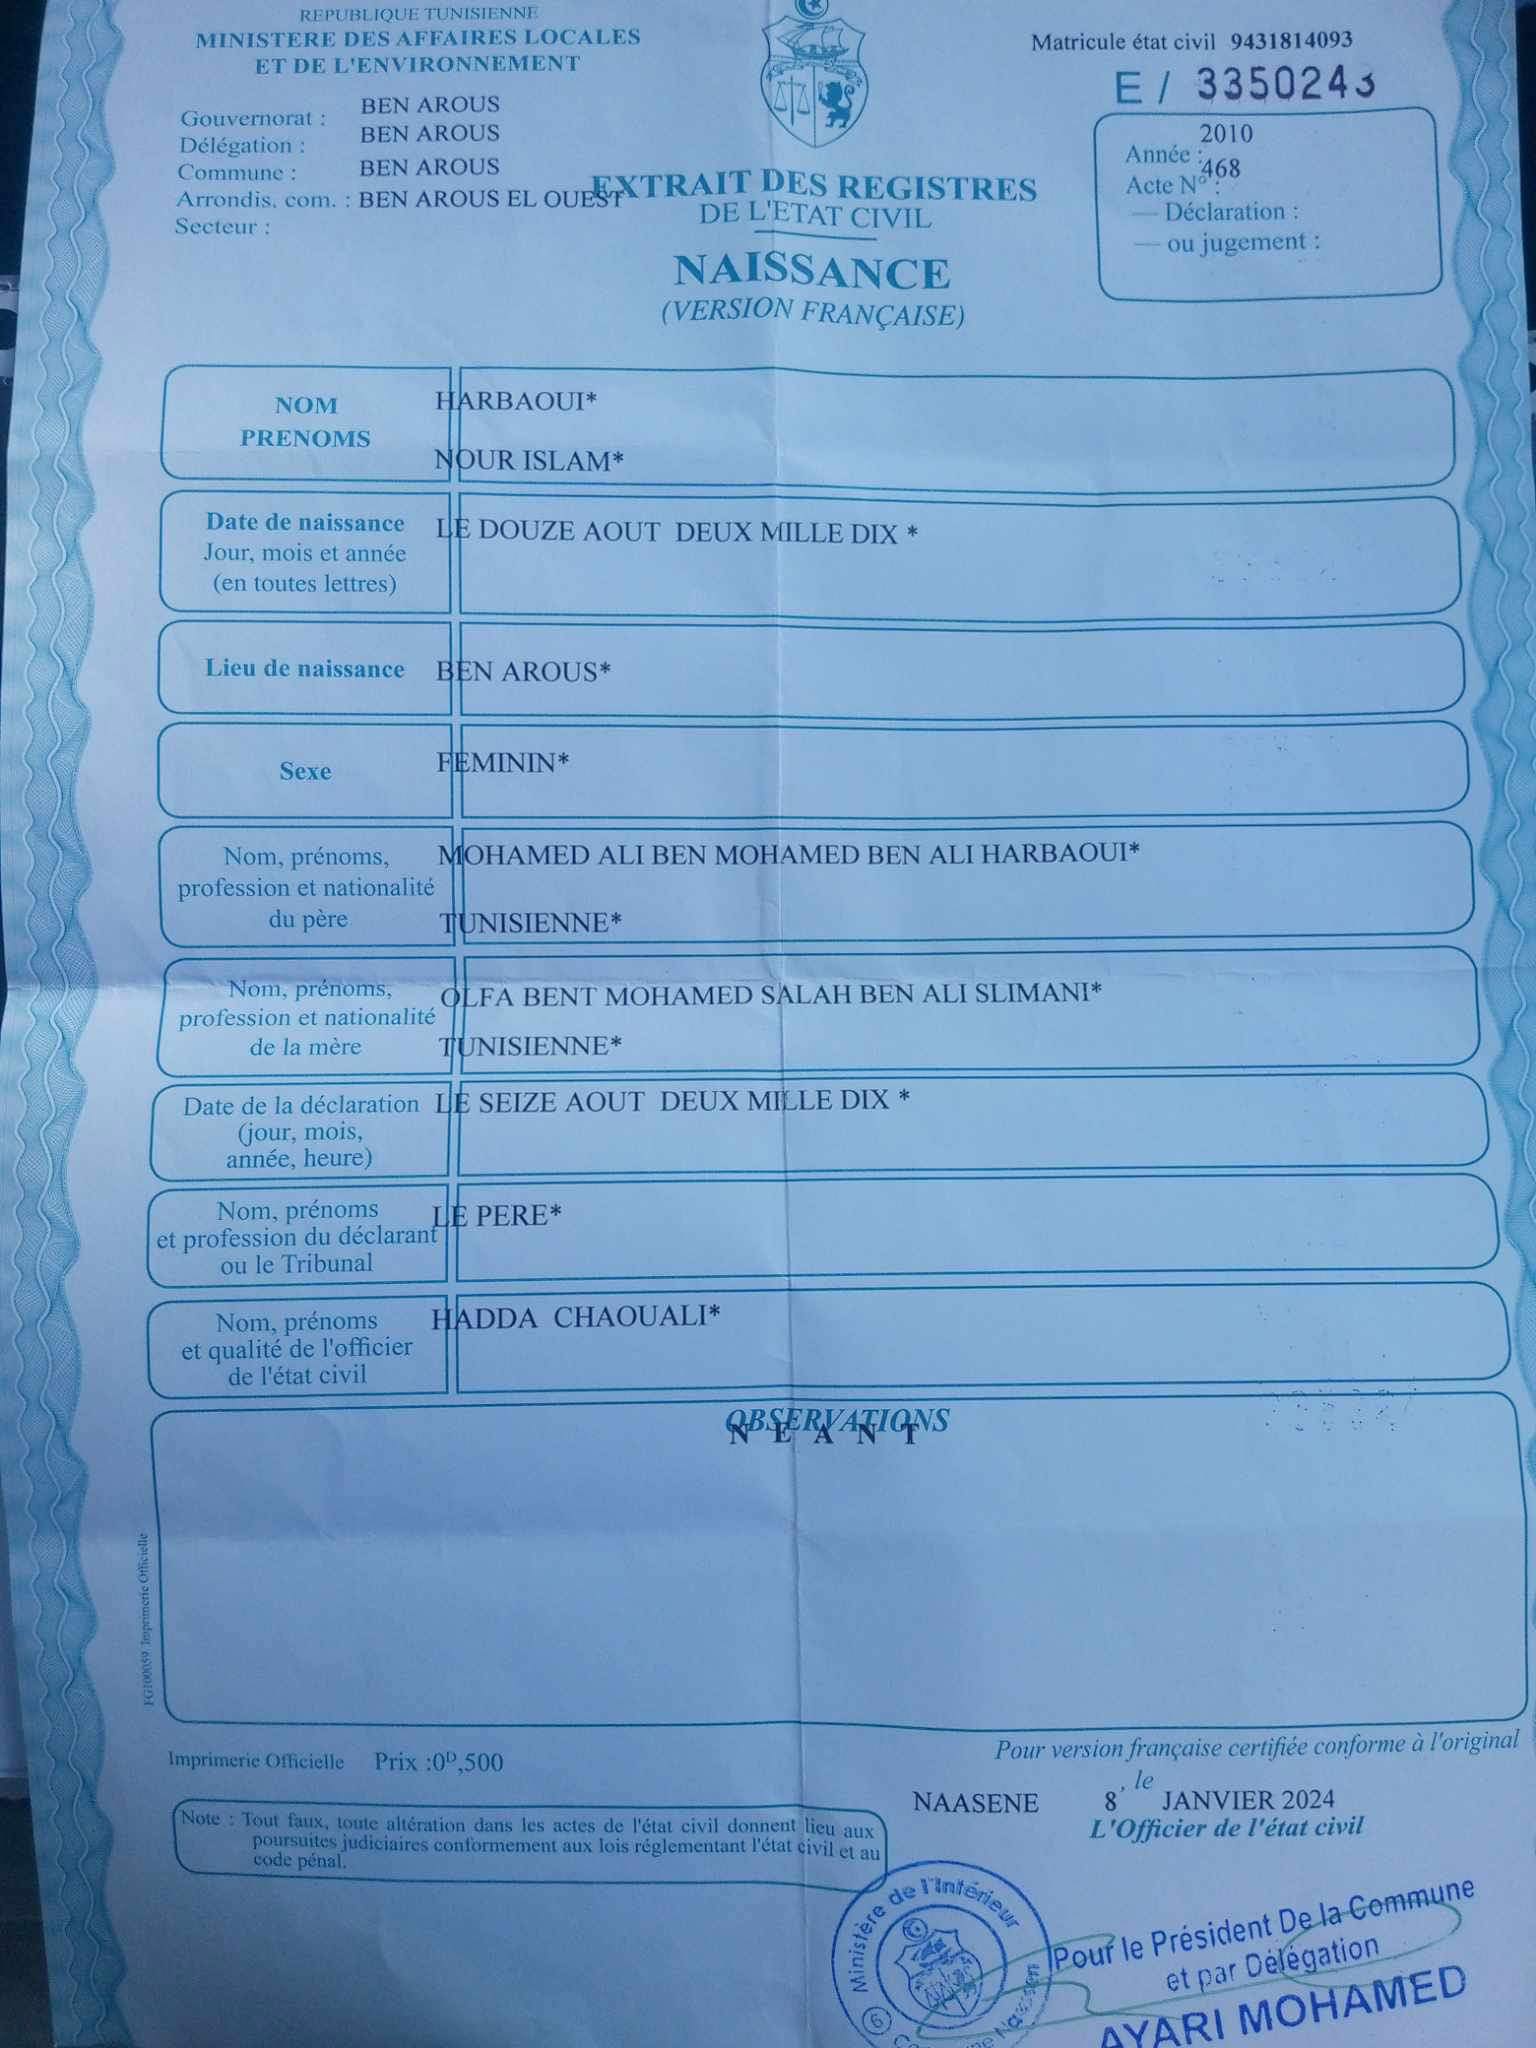 REPUBLIQUE TUNISIENNE
MINISTERE DES AFFAIRES LOCALES
ET DE L'ENVIRONNEMENT
Gouvernorat : BEN AROUS
Délégation : BEN AROUS
Commune : BEN AROUS
Arrondis. com. : BEN AROUS EL OUEST
Secteur :
Matricule état civil 9431814093
E / 3350243
Année : 2010
Acte N° : 468
— Déclaration :
— ou jugement :
EXTRAIT DES REGISTRES
DE L'ETAT CIVIL
NAISSANCE
(VERSION FRANÇAISE)
NOM HARBAOUI*
PRENOMS NOUR ISLAM*
Date de naissance LE DOUZE AOUT DEUX MILLE DIX *
Jour, mois et année
(en toutes lettres)
Lieu de naissance BEN AROUS*
Sexe FEMININ*
Nom, prénoms, MOHAMED ALI BEN MOHAMED BEN ALI HARBAOUI*
profession et nationalité
du père TUNISIENNE*
Nom, prénoms, OLFA BENT MOHAMED SALAH BEN ALI SLIMANI*
profession et nationalité
de la mère TUNISIENNE*
Date de la déclaration LE SEIZE AOUT DEUX MILLE DIX *
(jour, mois,
année, heure)
Nom, prénoms LE PERE*
et profession du déclarant
ou le Tribunal
Nom, prénoms HADDA CHAOUALI*
et qualité de l'officier
de l'état civil
OBSERVATIONS
N E A N T
FG100059 Imprimerie Officielle
Imprimerie Officielle Prix :0D,500
Pour version française certifiée conforme à l'original
, le
NAASENE 8 JANVIER 2024
L'Officier de l'état civil
Note : Tout faux, toute altération dans les actes de l'état civil donnent lieu aux
poursuites judiciaires conformement aux lois réglementant l'état civil et au
code pénal.
Ministère de l'Intérieur
6
Pour le Président De la Commune
et par Délégation
AYARI MOHAMED